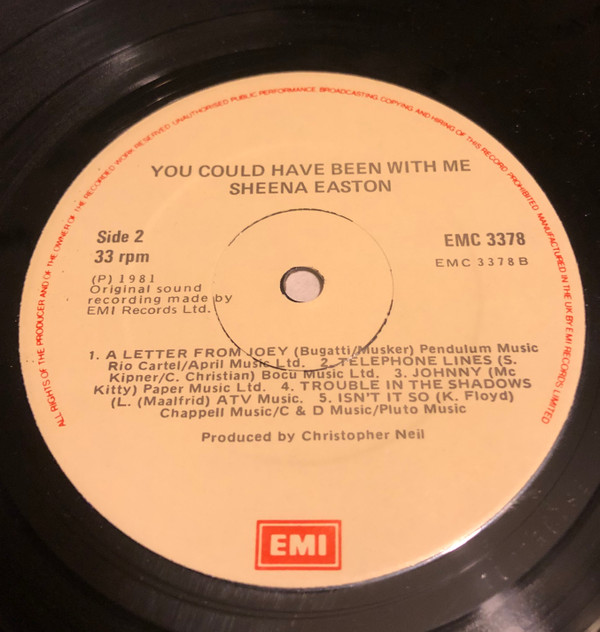 ALL RIGHTS OF THE PRODUCER AND OF THE OWNER OF THE RECORDED WORK RESERVED UNAUTHORISED PUBLIC PERFORMANCE BROADCASTING COPYING AND HIRING OF THIS RECORD PROHIBITED MANUFACTURED IN THE UK BY EMI RECORDS LIMITED
YOU COULD HAVE BEEN WITH ME
SHEENA EASTON
Side 2
33 rpm
EMC 3378
EMC 3378 B
(P) 1981
Original sound
recording made by
EMI Records Ltd.
1. A LETTER FROM JOEY (Bugatti/Musker) Pendulum Music
Rio Cartel/April Music Ltd. 2. TELEPHONE LINES (S.
Kipner/C. Christian) Bocu Music Ltd. 3. JOHNNY (Mc
Kitty) Paper Music Ltd. 4. TROUBLE IN THE SHADOWS
(L. (Maalfrid) ATV Music. 5. ISN'T IT SO (K. Floyd)
Chappell Music/C & D Music/Pluto Music
Produced by Christopher Neil
EMI